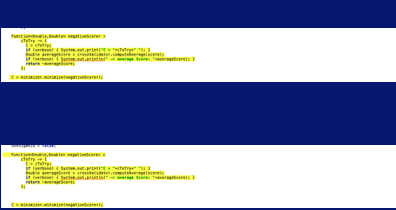 Function<Double,Double> negativeScorer =
cToTry -> {
C = cToTry;
if (verbose) { System.out.print("C = "+cToTry+" "); }
Double averageScore = crossValidator.computeAverage(score);
if (verbose) { System.out.println(" -> average Score: "+averageScore); }
return -averageScore;
};
C = minimizer.minimize(negativeScorer);
= false;
Function<Double,Double> negativeScorer =
cToTry -> {
C = cToTry;
if (verbose) { System.out.print("C = "+cToTry+" "); }
Double averageScore = crossValidator.computeAverage(score);
if (verbose) { System.out.println(" -> average Score: "+averageScore); }
return -averageScore;
};
C = minimizer.minimize(negativeScorer);